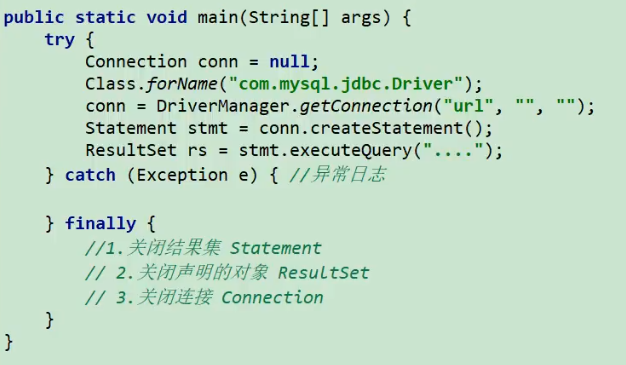 public static void main(String[] args) {
try {
Connection conn = null;
Class.forName("com.mysql.jdbc.Driver");
conn = DriverManager.getConnection("url", "", "");
Statement stmt = conn.createStatement();
ResultSet rs = stmt.executeQuery("....");
} catch (Exception e) { //异常日志
} finally {
//1.关闭结果集 Statement
// 2.关闭声明的对象 ResultSet
// 3.关闭连接 Connection
}
}